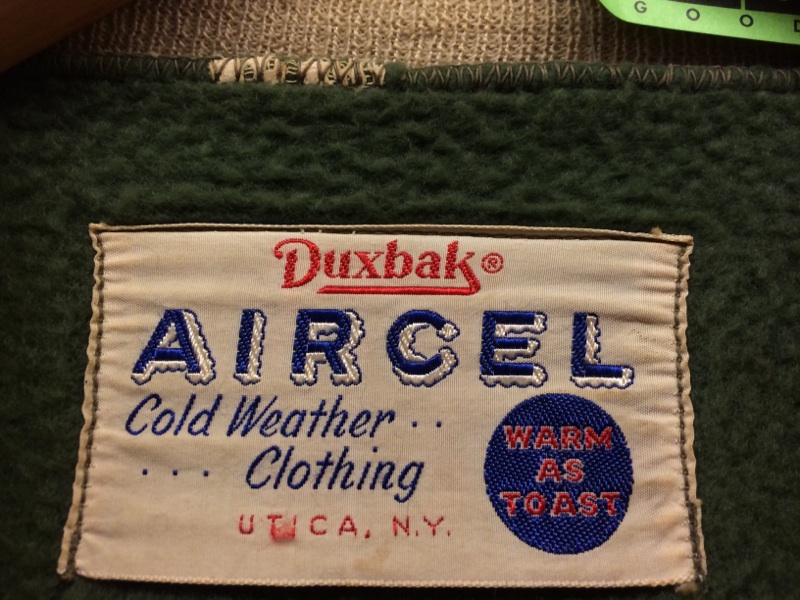 G O O D
Duxbak®
AIRCEL
Cold Weather ..
... Clothing
WARM
AS
TOAST
UTICA, N.Y.